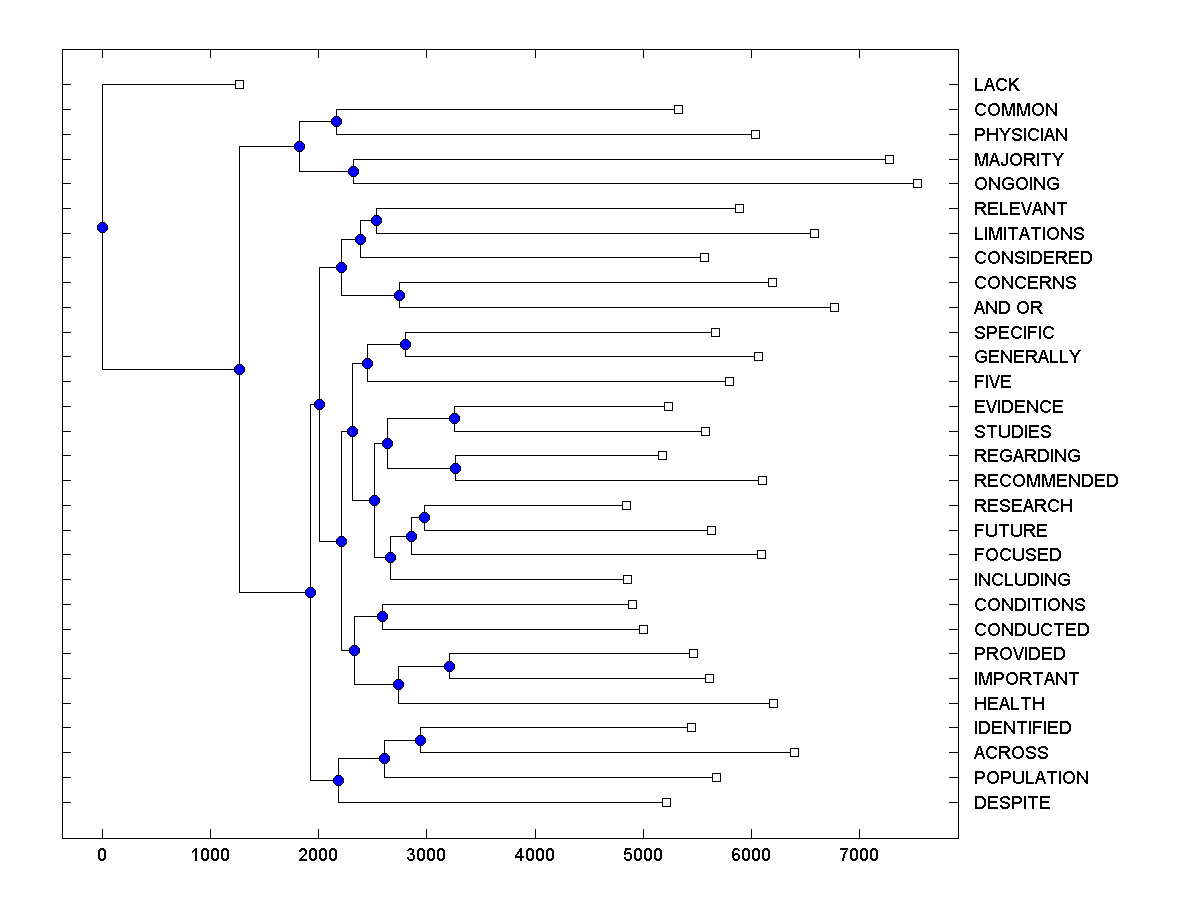 LACK
COMMON
PHYSICIAN
MAJORITY
ONGOING
RELEVANT
LIMITATIONS
CONSIDERED
CONCERNS
AND OR
SPECIFIC
GENERALLY
FIVE
EVIDENCE
STUDIES
REGARDING
RECOMMENDED
RESEARCH
FUTURE
FOCUSED
INCLUDING
CONDITIONS
CONDUCTED
PROVIDED
IMPORTANT
HEALTH
IDENTIFIED
ACROSS
POPULATION
DESPITE
0 1000 2000 3000 4000 5000 6000 7000